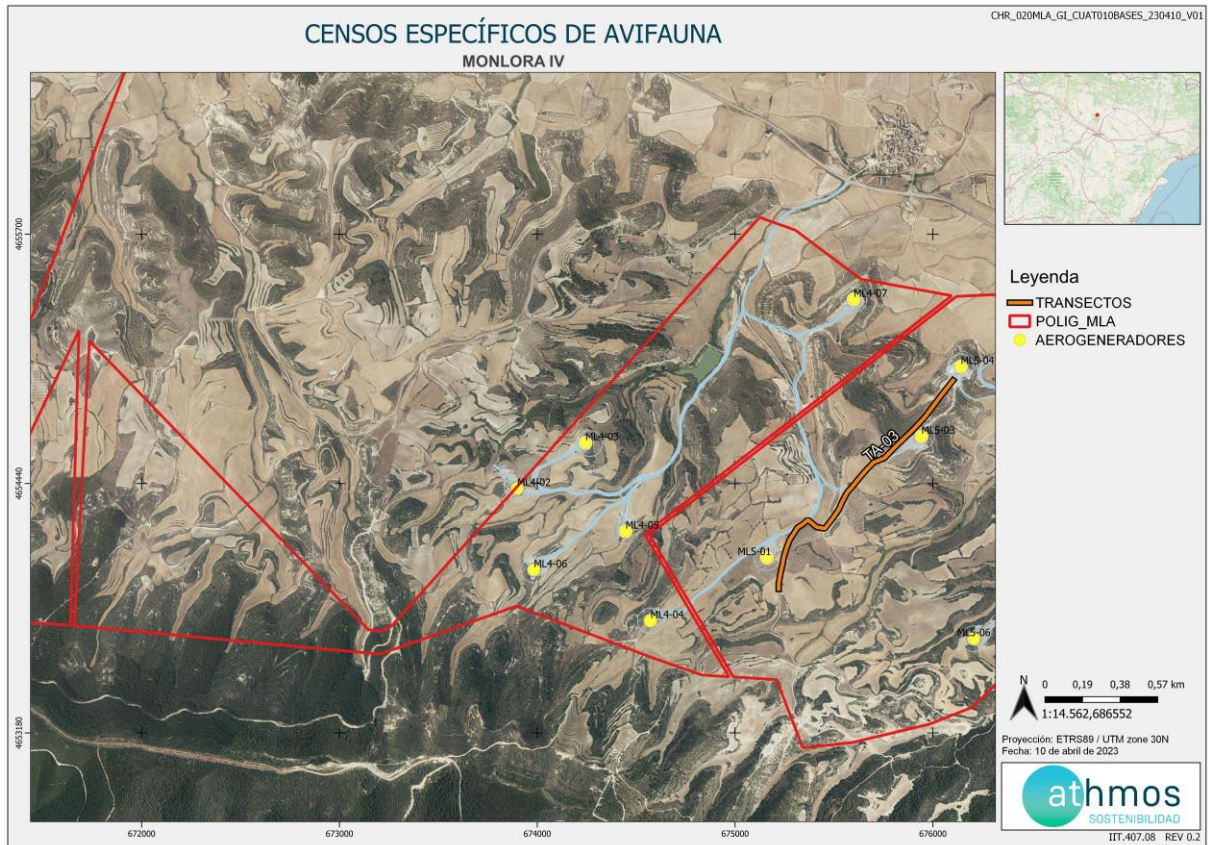 CHR_020MLA_GI_CUAT010BASES_230410_V01
CENSOS ESPECÍFICOS DE AVIFAUNA
MONLORA IV
4655700
4654440
4653180
ML4-07
ML5-04
ML5-03
TA-03
ML4-03
ML4-02
ML4-05
ML4-06
ML5-01
ML4-04
ML5-06
672000
673000
674000
675000
676000
Leyenda
TRANSECTOS
POLIG_MLA
AEROGENERADORES
N
0 0,19 0,38 0,57 km
1:14.562,686552
Proyección: ETRS89 / UTM zone 30N
Fecha: 10 de abril de 2023
athmos
SOSTENIBILIDAD
IIT.407.08 REV 0.2